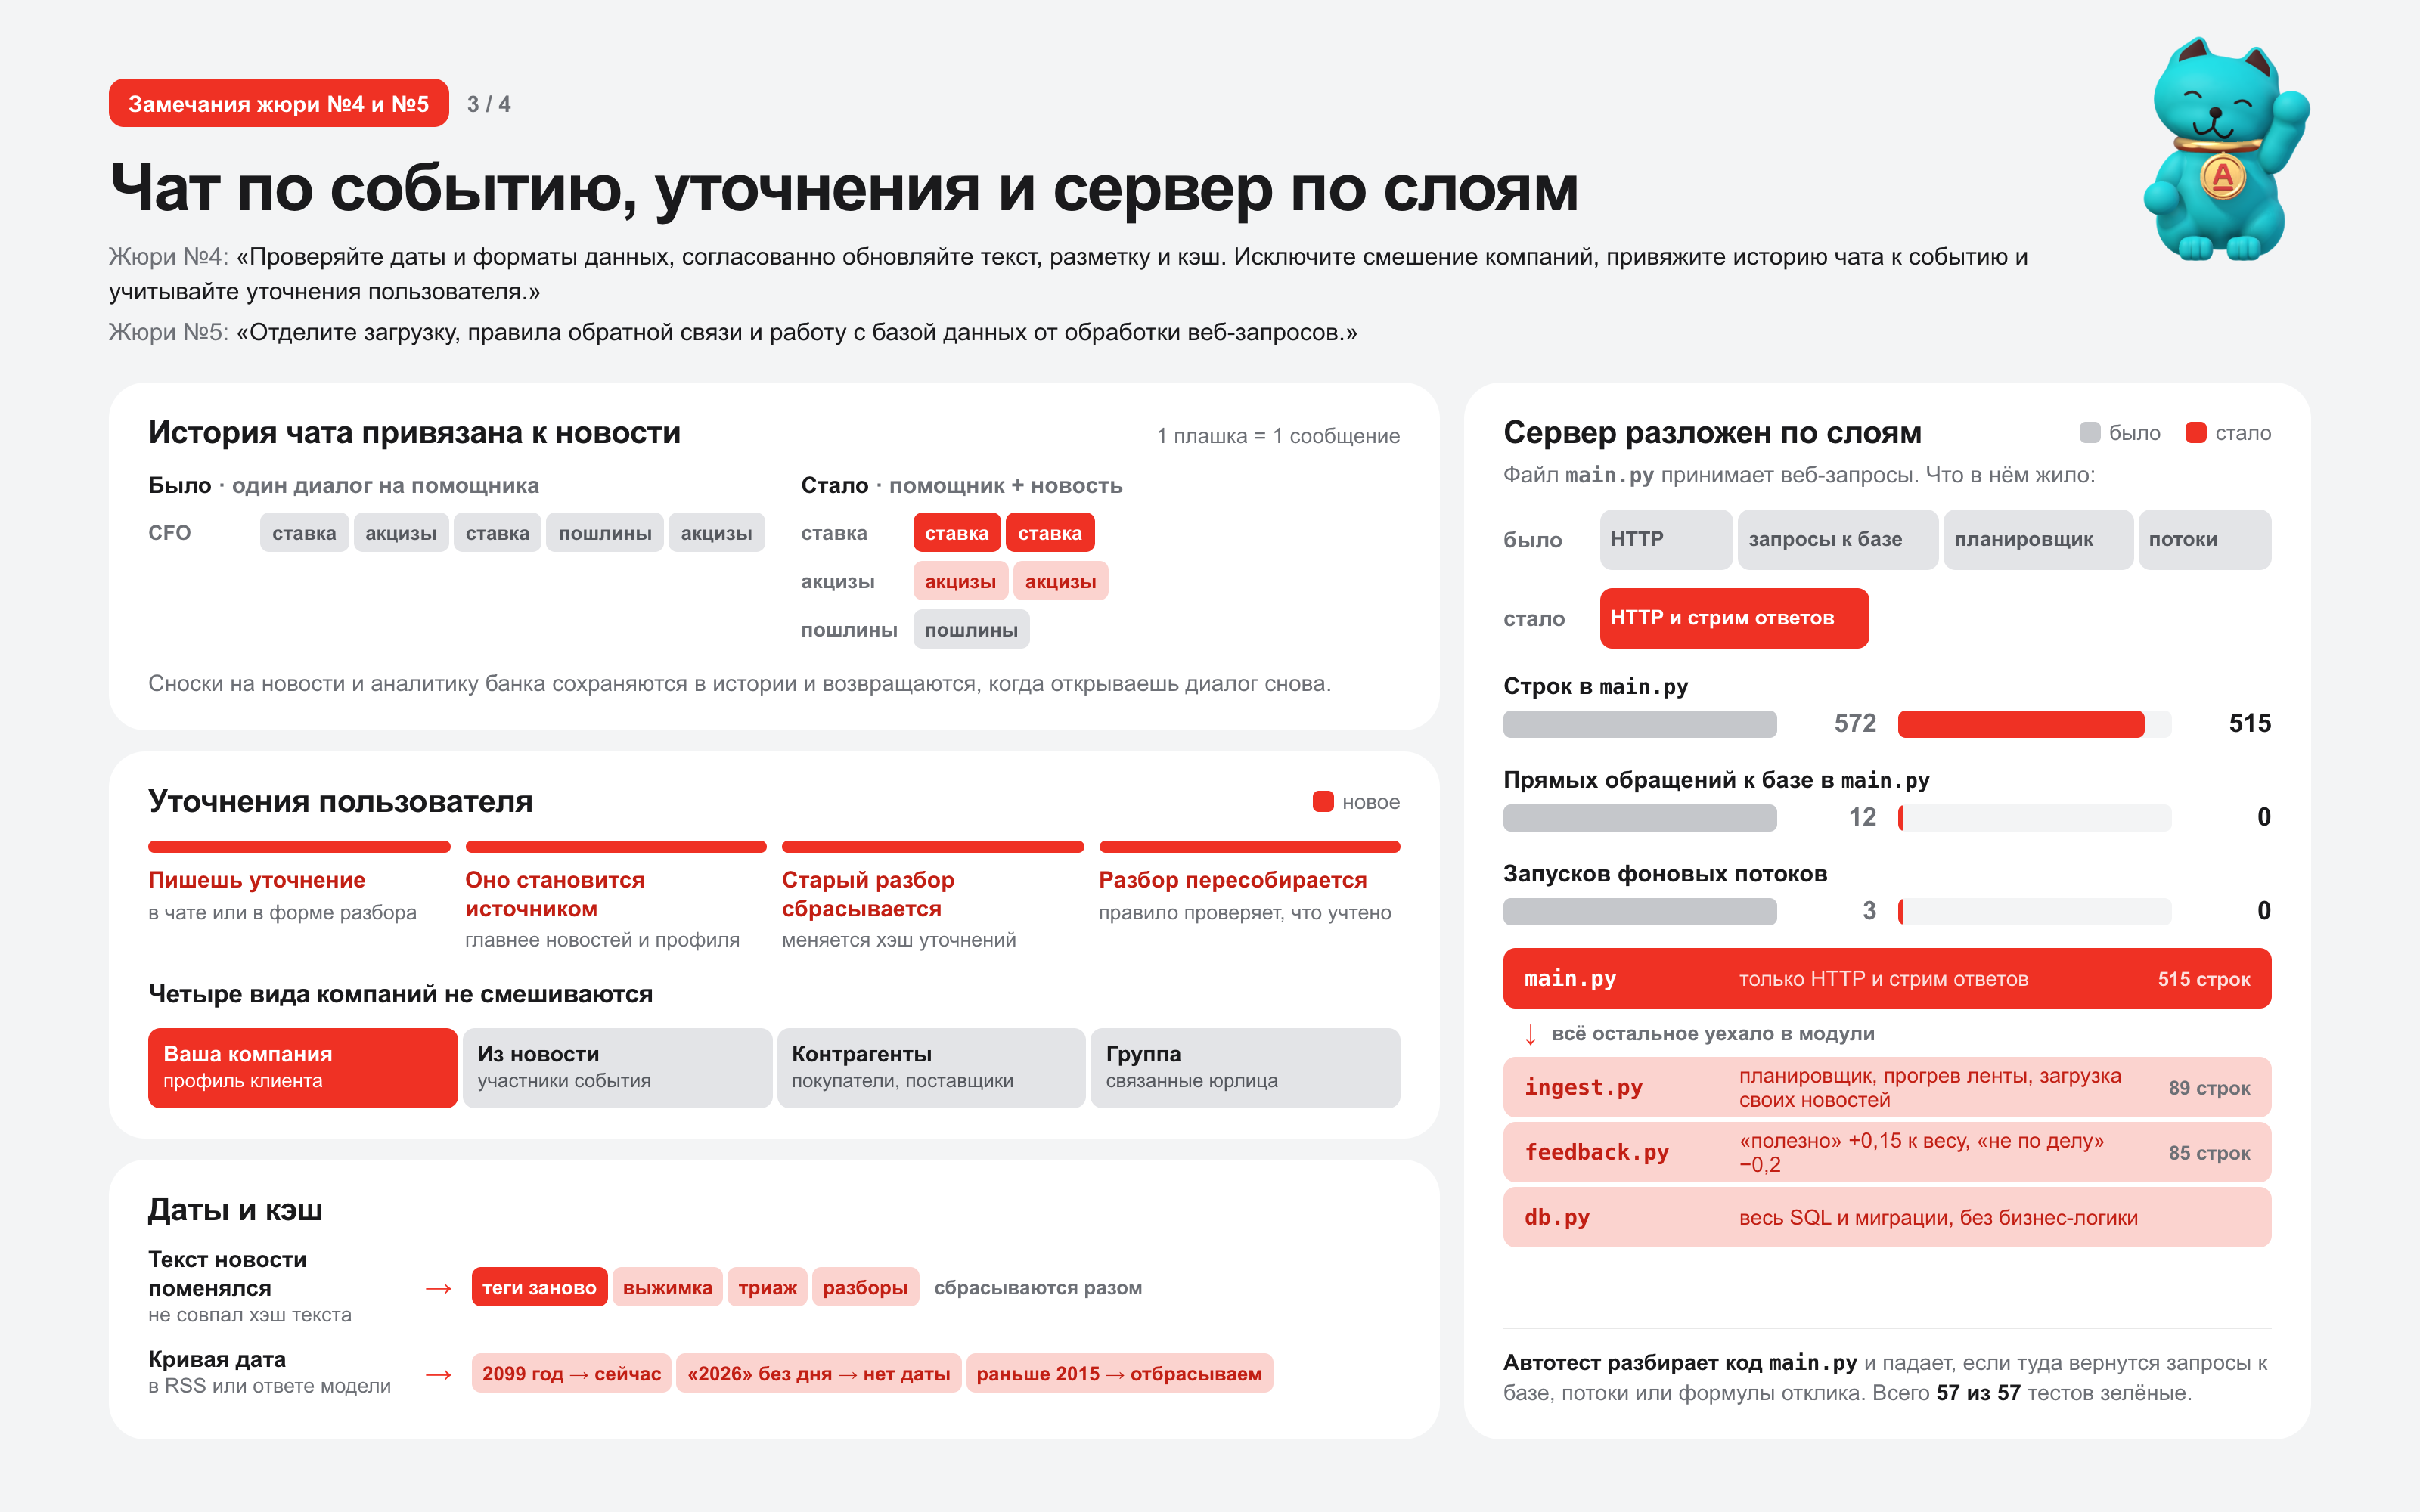 Замечания жюри №4 и №5
3 / 4
Чат по событию, уточнения и сервер по слоям
Жюри №4: «Проверяйте даты и форматы данных, согласованно обновляйте текст, разметку и кэш. Исключите смешение компаний, привяжите историю чата к событию и
учитывайте уточнения пользователя.»
Жюри №5: «Отделите загрузку, правила обратной связи и работу с базой данных от обработки веб-запросов.»
История чата привязана к новости
1 плашка = 1 сообщение
Было · один диалог на помощника
CFO
ставка
акцизы
ставка
пошлины
акцизы
Стало · помощник + новость
ставка
ставка
ставка
акцизы
акцизы
акцизы
пошлины
пошлины
Сноски на новости и аналитику банка сохраняются в истории и возвращаются, когда открываешь диалог снова.
Уточнения пользователя
новое
Пишешь уточнение
в чате или в форме разбора
Оно становится
источником
главнее новостей и профиля
Старый разбор
сбрасывается
меняется хэш уточнений
Разбор пересобирается
правило проверяет, что учтено
Четыре вида компаний не смешиваются
Ваша компания
профиль клиента
Из новости
участники события
Контрагенты
покупатели, поставщики
Группа
связанные юрлица
Даты и кэш
Текст новости
поменялся
не совпал хэш текста
→
теги заново
выжимка
триаж
разборы
сбрасываются разом
Кривая дата
в RSS или ответе модели
→
2099 год → сейчас
«2026» без дня → нет даты
раньше 2015 → отбрасываем
Сервер разложен по слоям
было
стало
Файл main.py принимает веб-запросы. Что в нём жило:
было
HTTP
запросы к базе
планировщик
потоки
стало
HTTP и стрим ответов
Строк в main.py
572
515
Прямых обращений к базе в main.py
12
0
Запусков фоновых потоков
3
0
main.py
только HTTP и стрим ответов
515 строк
↓ всё остальное уехало в модули
ingest.py
планировщик, прогрев ленты, загрузка
своих новостей
89 строк
feedback.py
«полезно» +0,15 к весу, «не по делу»
−0,2
85 строк
db.py
весь SQL и миграции, без бизнес-логики
Автотест разбирает код main.py и падает, если туда вернутся запросы к
базе, потоки или формулы отклика. Всего 57 из 57 тестов зелёные.